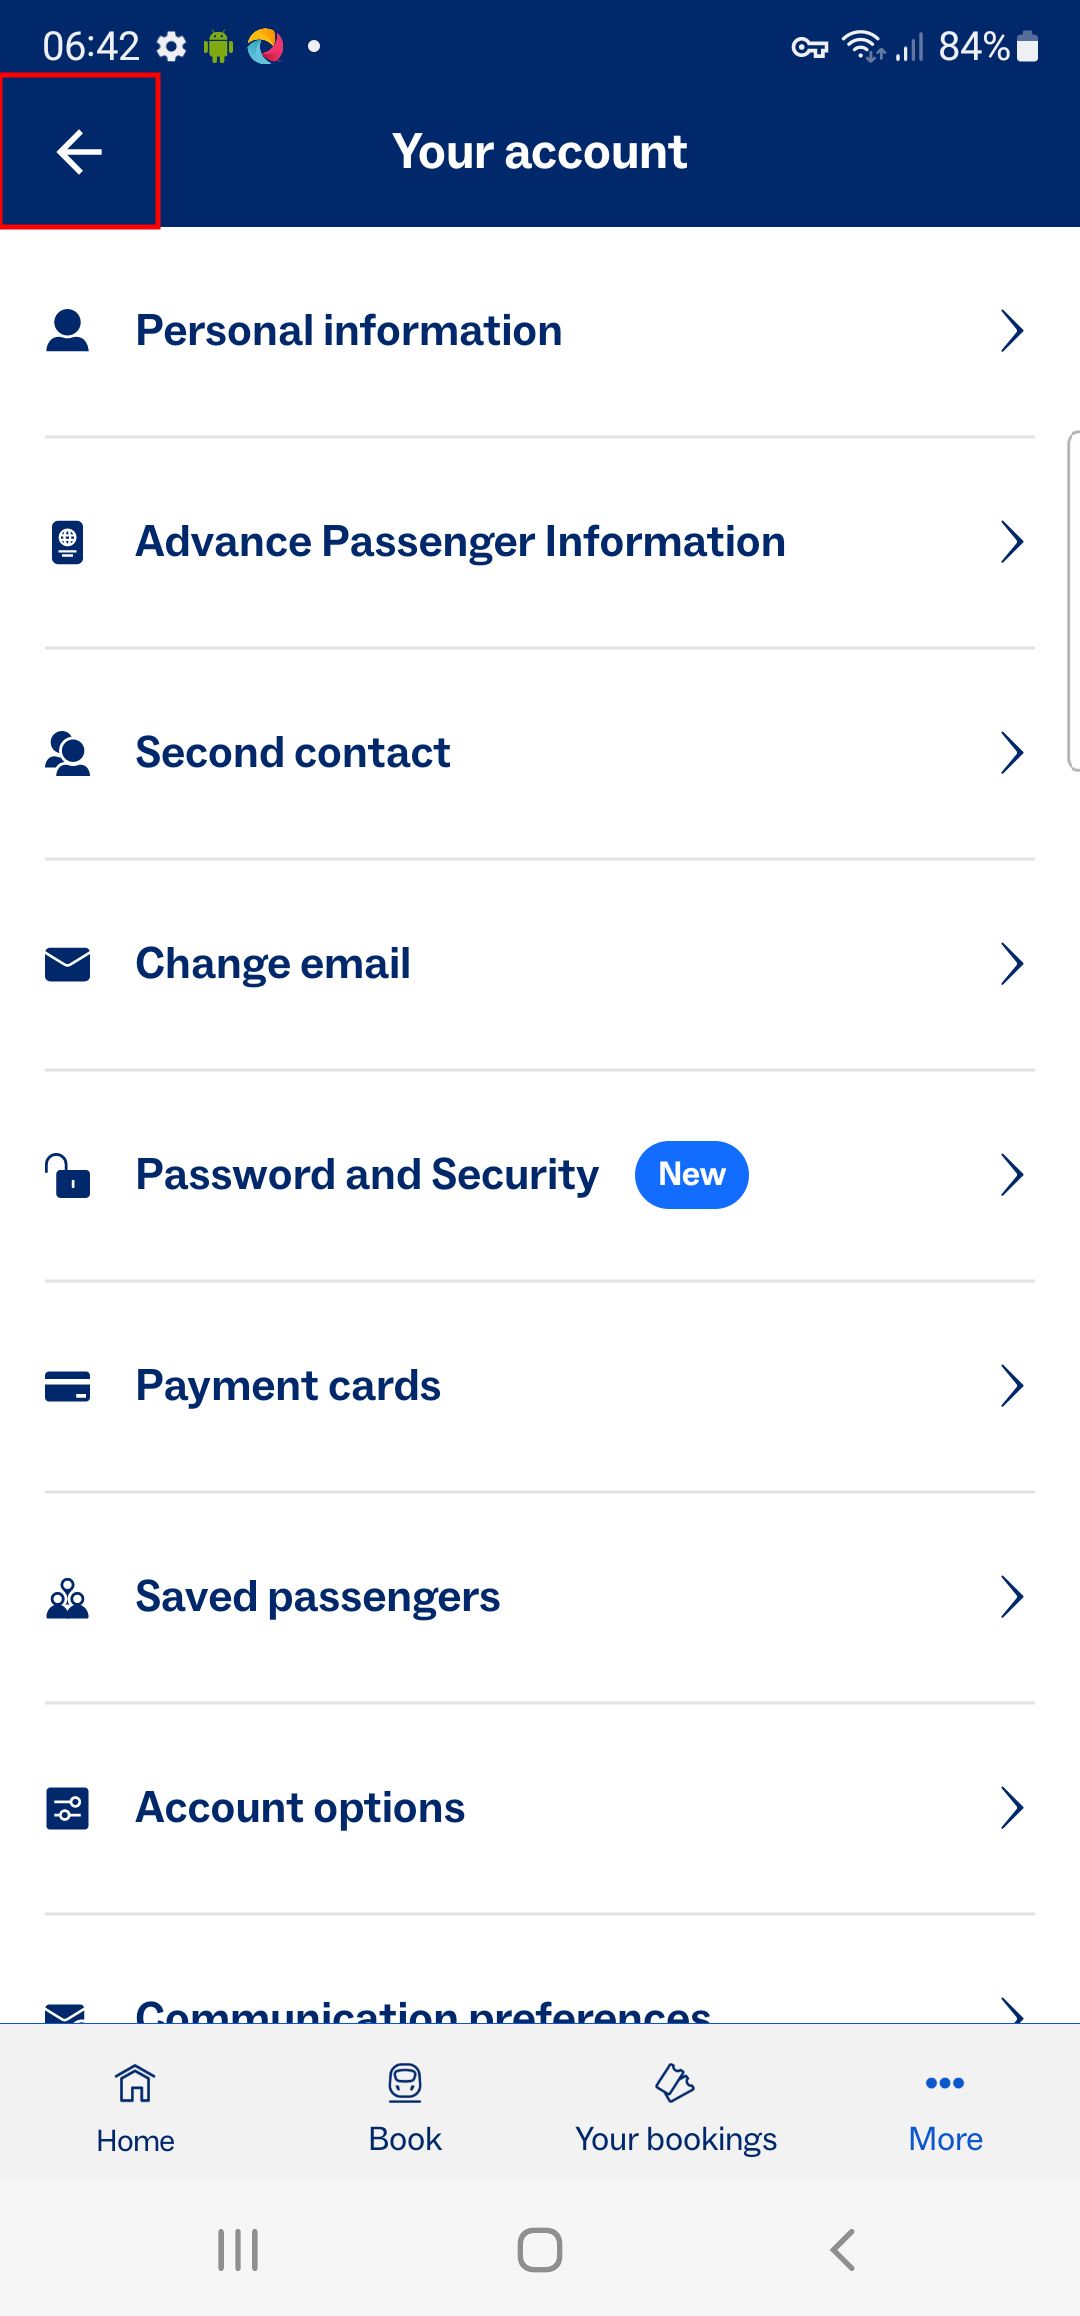 06:42
84%
Your account
Personal information
Advance Passenger Information
Second contact
Change email
Password and Security New
Payment cards
Saved passengers
Account options
Communication preferences
Home Book Your bookings More